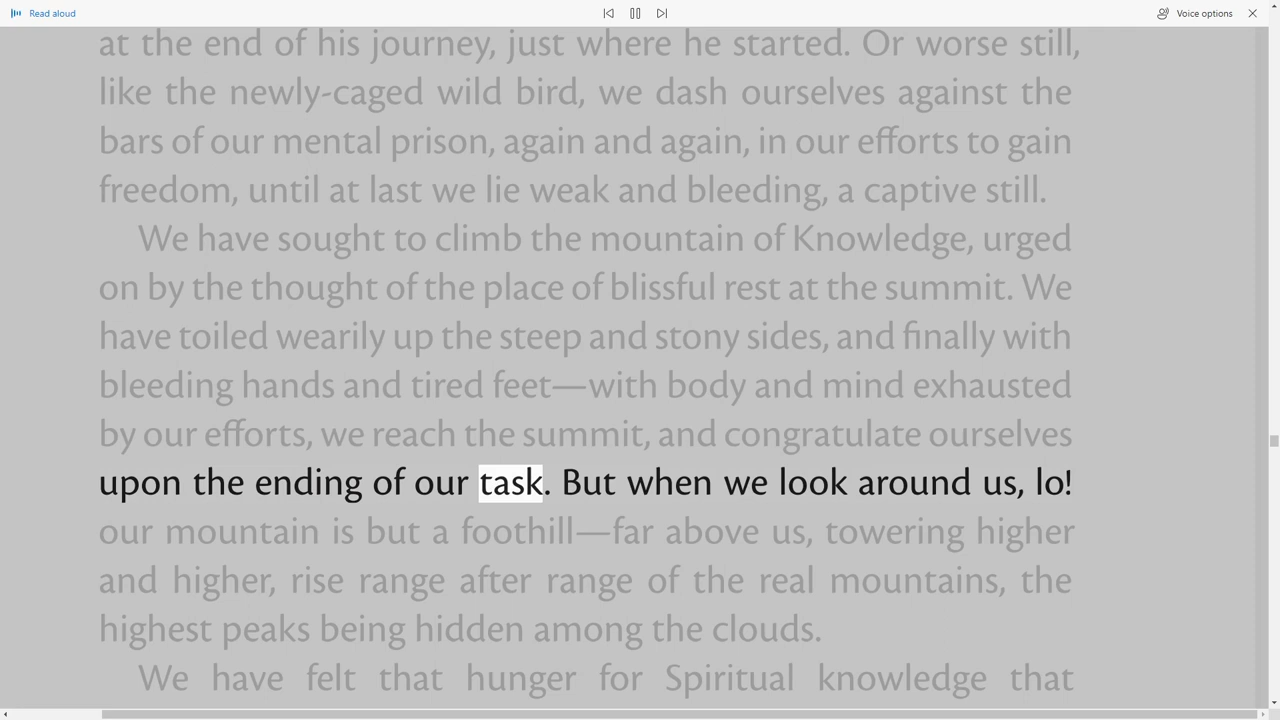 Read aloud
Voice options
at the end of his journey, just where he started. Or worse still,
like the newly-caged wild bird, we dash ourselves against the
bars of our mental prison, again and again, in our efforts to gain
freedom, until at last we lie weak and bleeding, a captive still.
We have sought to climb the mountain of Knowledge, urged
on by the thought of the place of blissful rest at the summit. We
have toiled wearily up the steep and stony sides, and finally with
bleeding hands and tired feet—with body and mind exhausted
by our efforts, we reach the summit, and congratulate ourselves
upon the ending of our task. But when we look around us, lo!
our mountain is but a foothill—far above us, towering higher
and higher, rise range after range of the real mountains, the
highest peaks being hidden among the clouds.
We have felt that hunger for Spiritual knowledge that